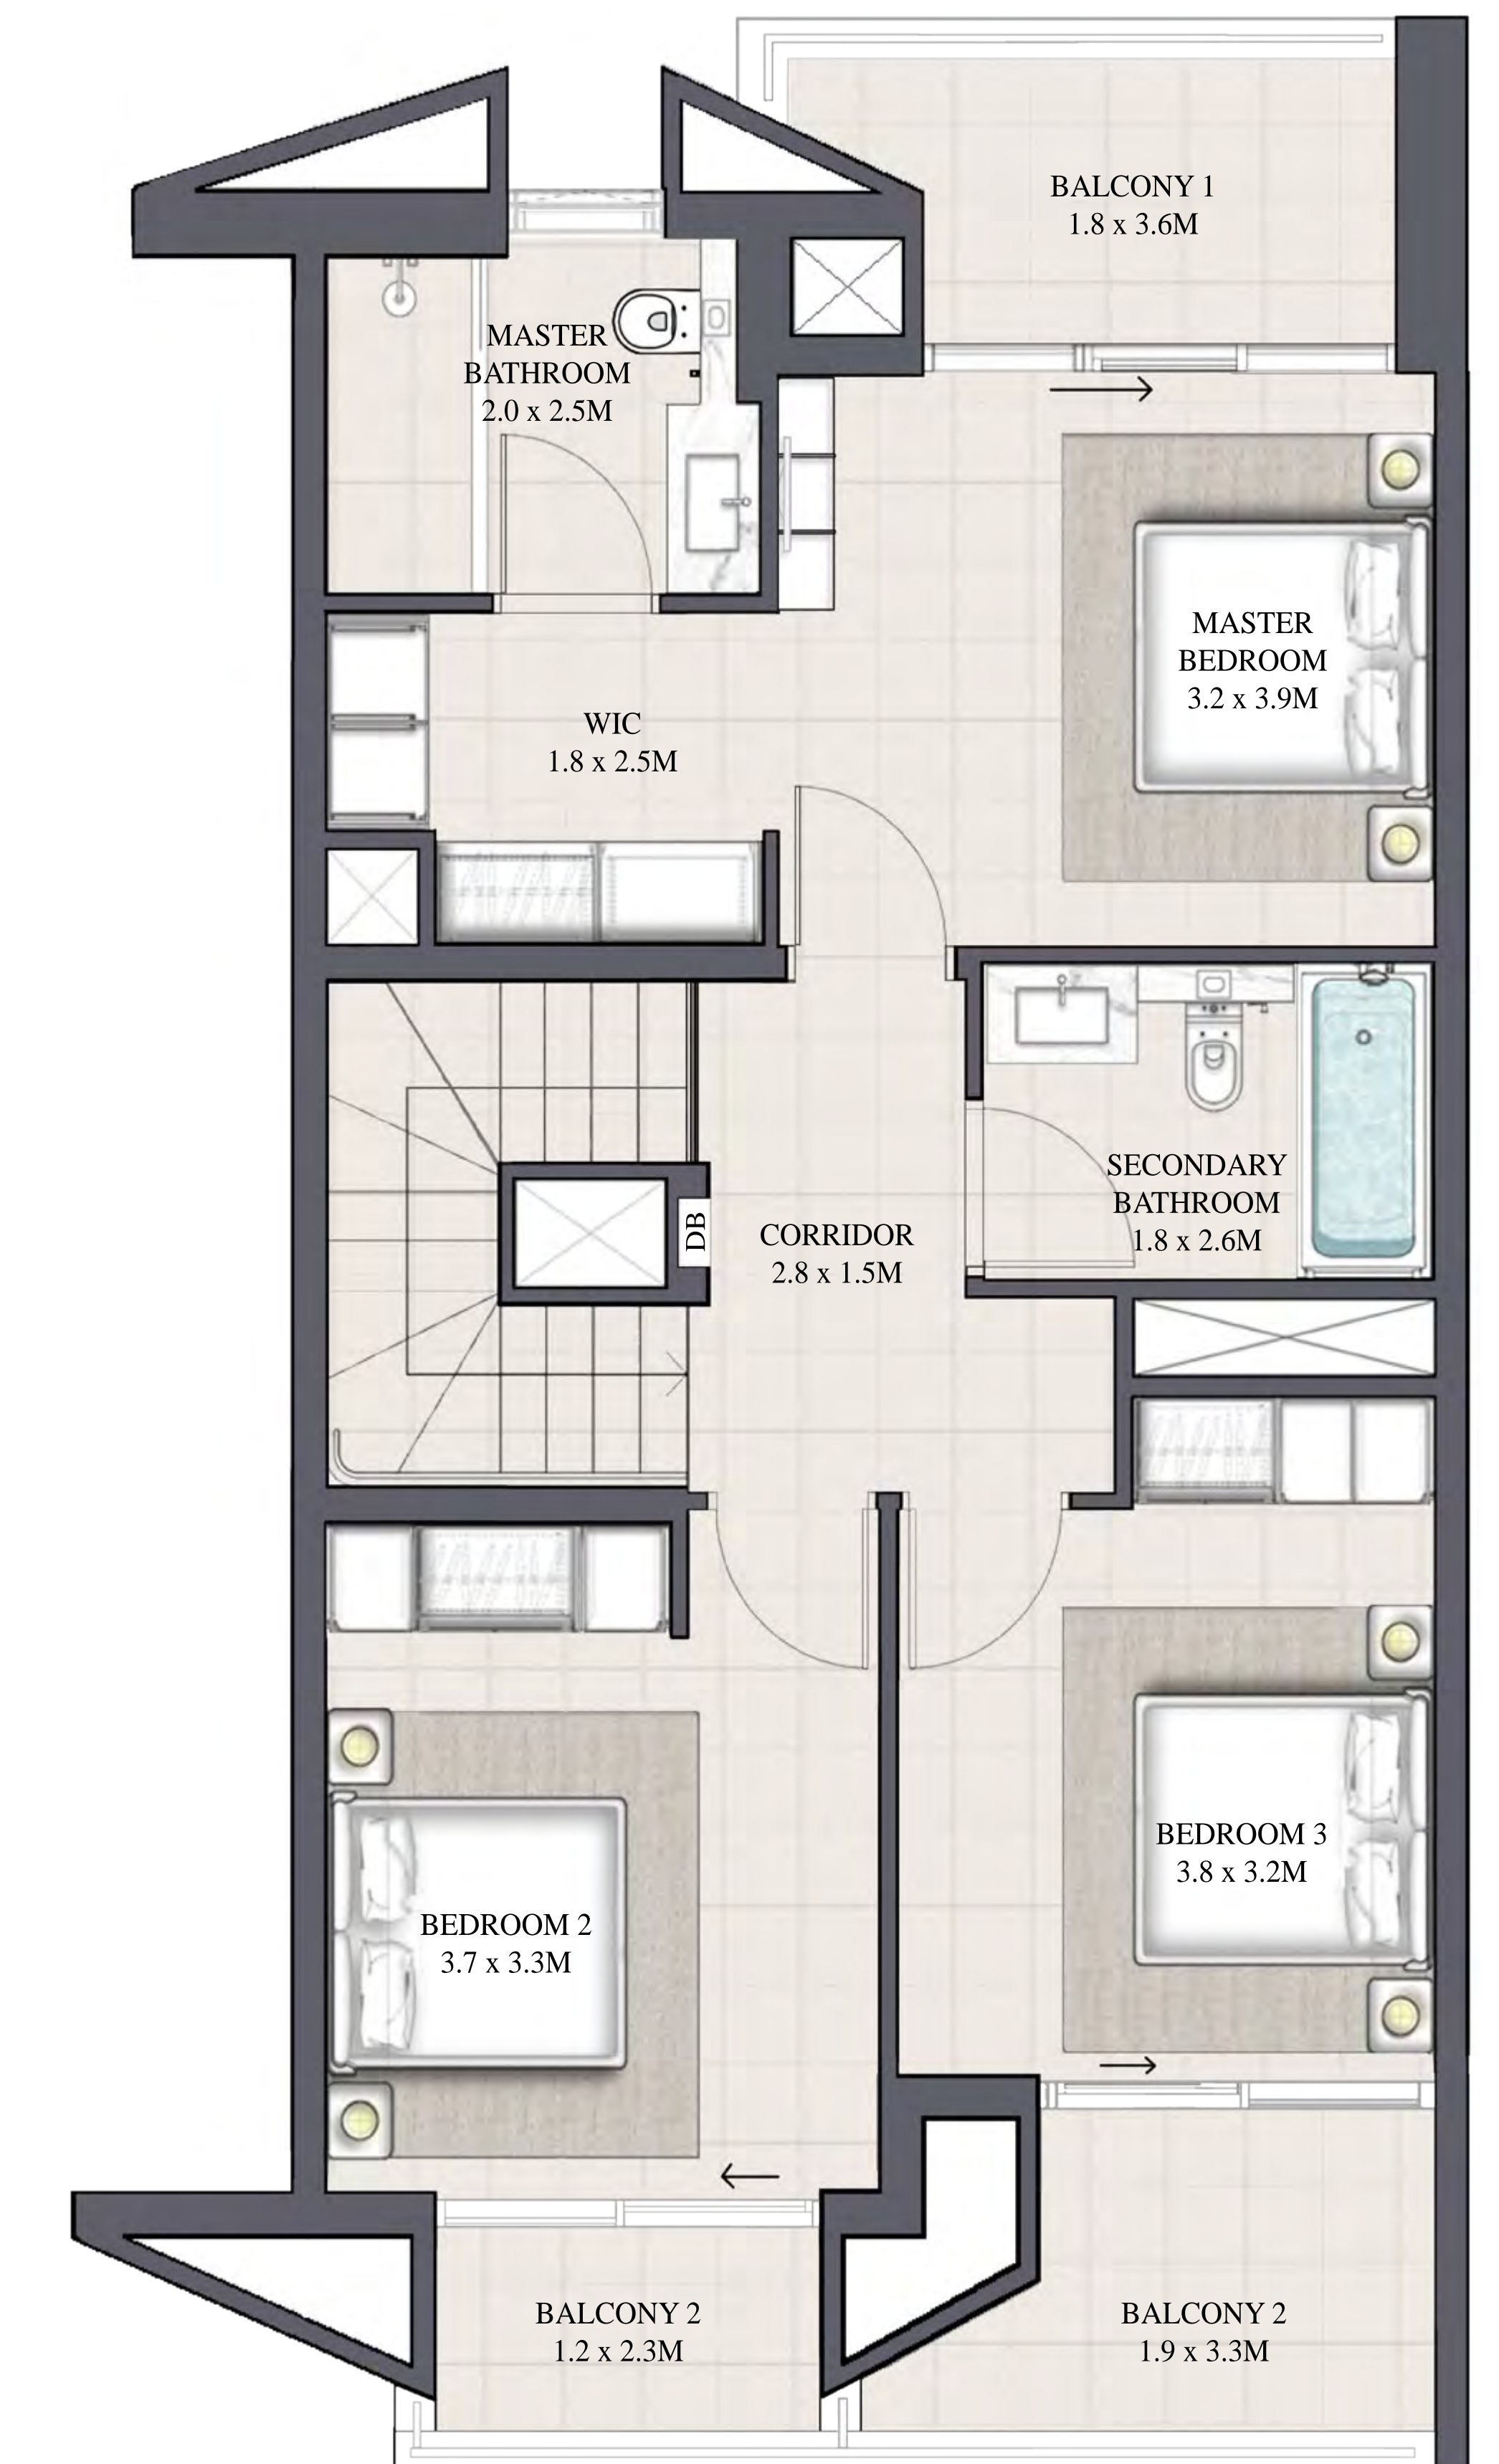 BALCONY 1
1.8 x 3.6M
MASTER
BATHROOM
2.0 x 2.5M
MASTER
BEDROOM
3.2 x 3.9M
WIC
1.8 x 2.5M
SECONDARY
BATHROOM
1.8 x 2.6M
DB
CORRIDOR
2.8 x 1.5M
BEDROOM 3
3.8 x 3.2M
BEDROOM 2
3.7 x 3.3M
BALCONY 2
1.2 x 2.3M
BALCONY 2
1.9 x 3.3M